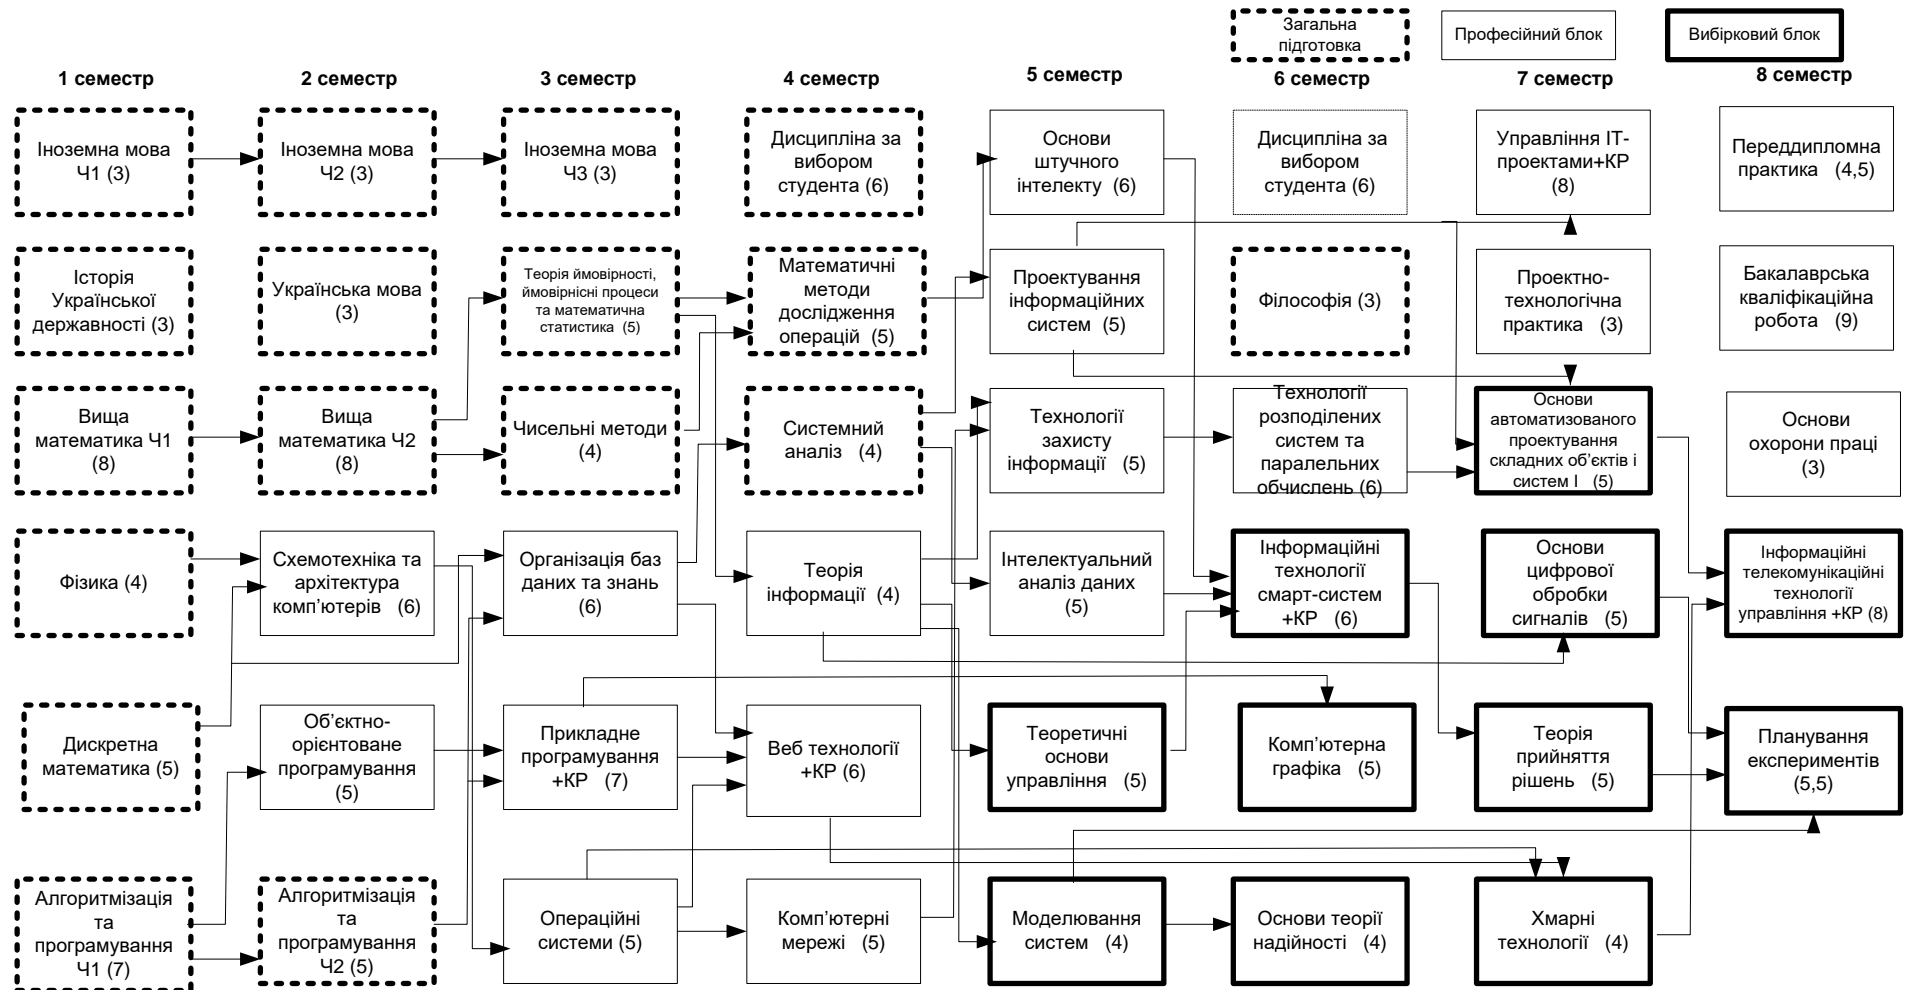 Загальна
підготовка
Професійний блок
Вибірковий блок
1 семестр
2 семестр
3 семестр
4 семестр
5 семестр
6 семестр
7 семестр
8 семестр
Іноземна мова
Ч1 (3)
Іноземна мова
Ч2 (3)
Іноземна мова
Ч3 (3)
Дисципліна за
вибором
студента (6)
Основи
штучного
інтелекту (6)
Дисципліна за
вибором
студента (6)
Управління ІТ-
проектами+КР
(8)
Переддипломна
практика (4,5)
Історія
Української
державності (3)
Українська мова
(3)
Теорія ймовірності,
ймовірнісні процеси
та математична
статистика (5)
Математичні
методи
дослідження
операцій (5)
Проектування
інформаційних
систем (5)
Філософія (3)
Проектно-
технологічна
практика (3)
Бакалаврська
кваліфікаційна
робота (9)
Вища
математика Ч1
(8)
Вища
математика Ч2
(8)
Чисельні методи
(4)
Системний
аналіз (4)
Технології
захисту
інформації (5)
Технології
розподілених
систем та
паралельних
обчислень (6)
Основи
автоматизованого
проектування
складних об’єктів і
систем І (5)
Основи
охорони праці
(3)
Фізика (4)
Схемотехніка та
архітектура
комп’ютерів (6)
Організація баз
даних та знань
(6)
Теорія
інформації (4)
Інтелектуальний
аналіз даних
(5)
Інформаційні
технології
смарт-систем
+КР (6)
Основи
цифрової
обробки
сигналів (5)
Інформаційні
телекомунікаційні
технології
управління +КР (8)
Дискретна
математика (5)
Об’єктно-
орієнтоване
програмування
(5)
Прикладне
програмування
+КР (7)
Веб технології
+КР (6)
Теоретичні
основи
управління (5)
Комп’ютерна
графіка (5)
Теорія
прийняття
рішень (5)
Планування
експериментів
(5,5)
Алгоритмізація
та
програмування
Ч1 (7)
Алгоритмізація
та
програмування
Ч2 (5)
Операційні
системи (5)
Комп’ютерні
мережі (5)
Моделювання
систем (4)
Основи теорії
надійності (4)
Хмарні
технології (4)